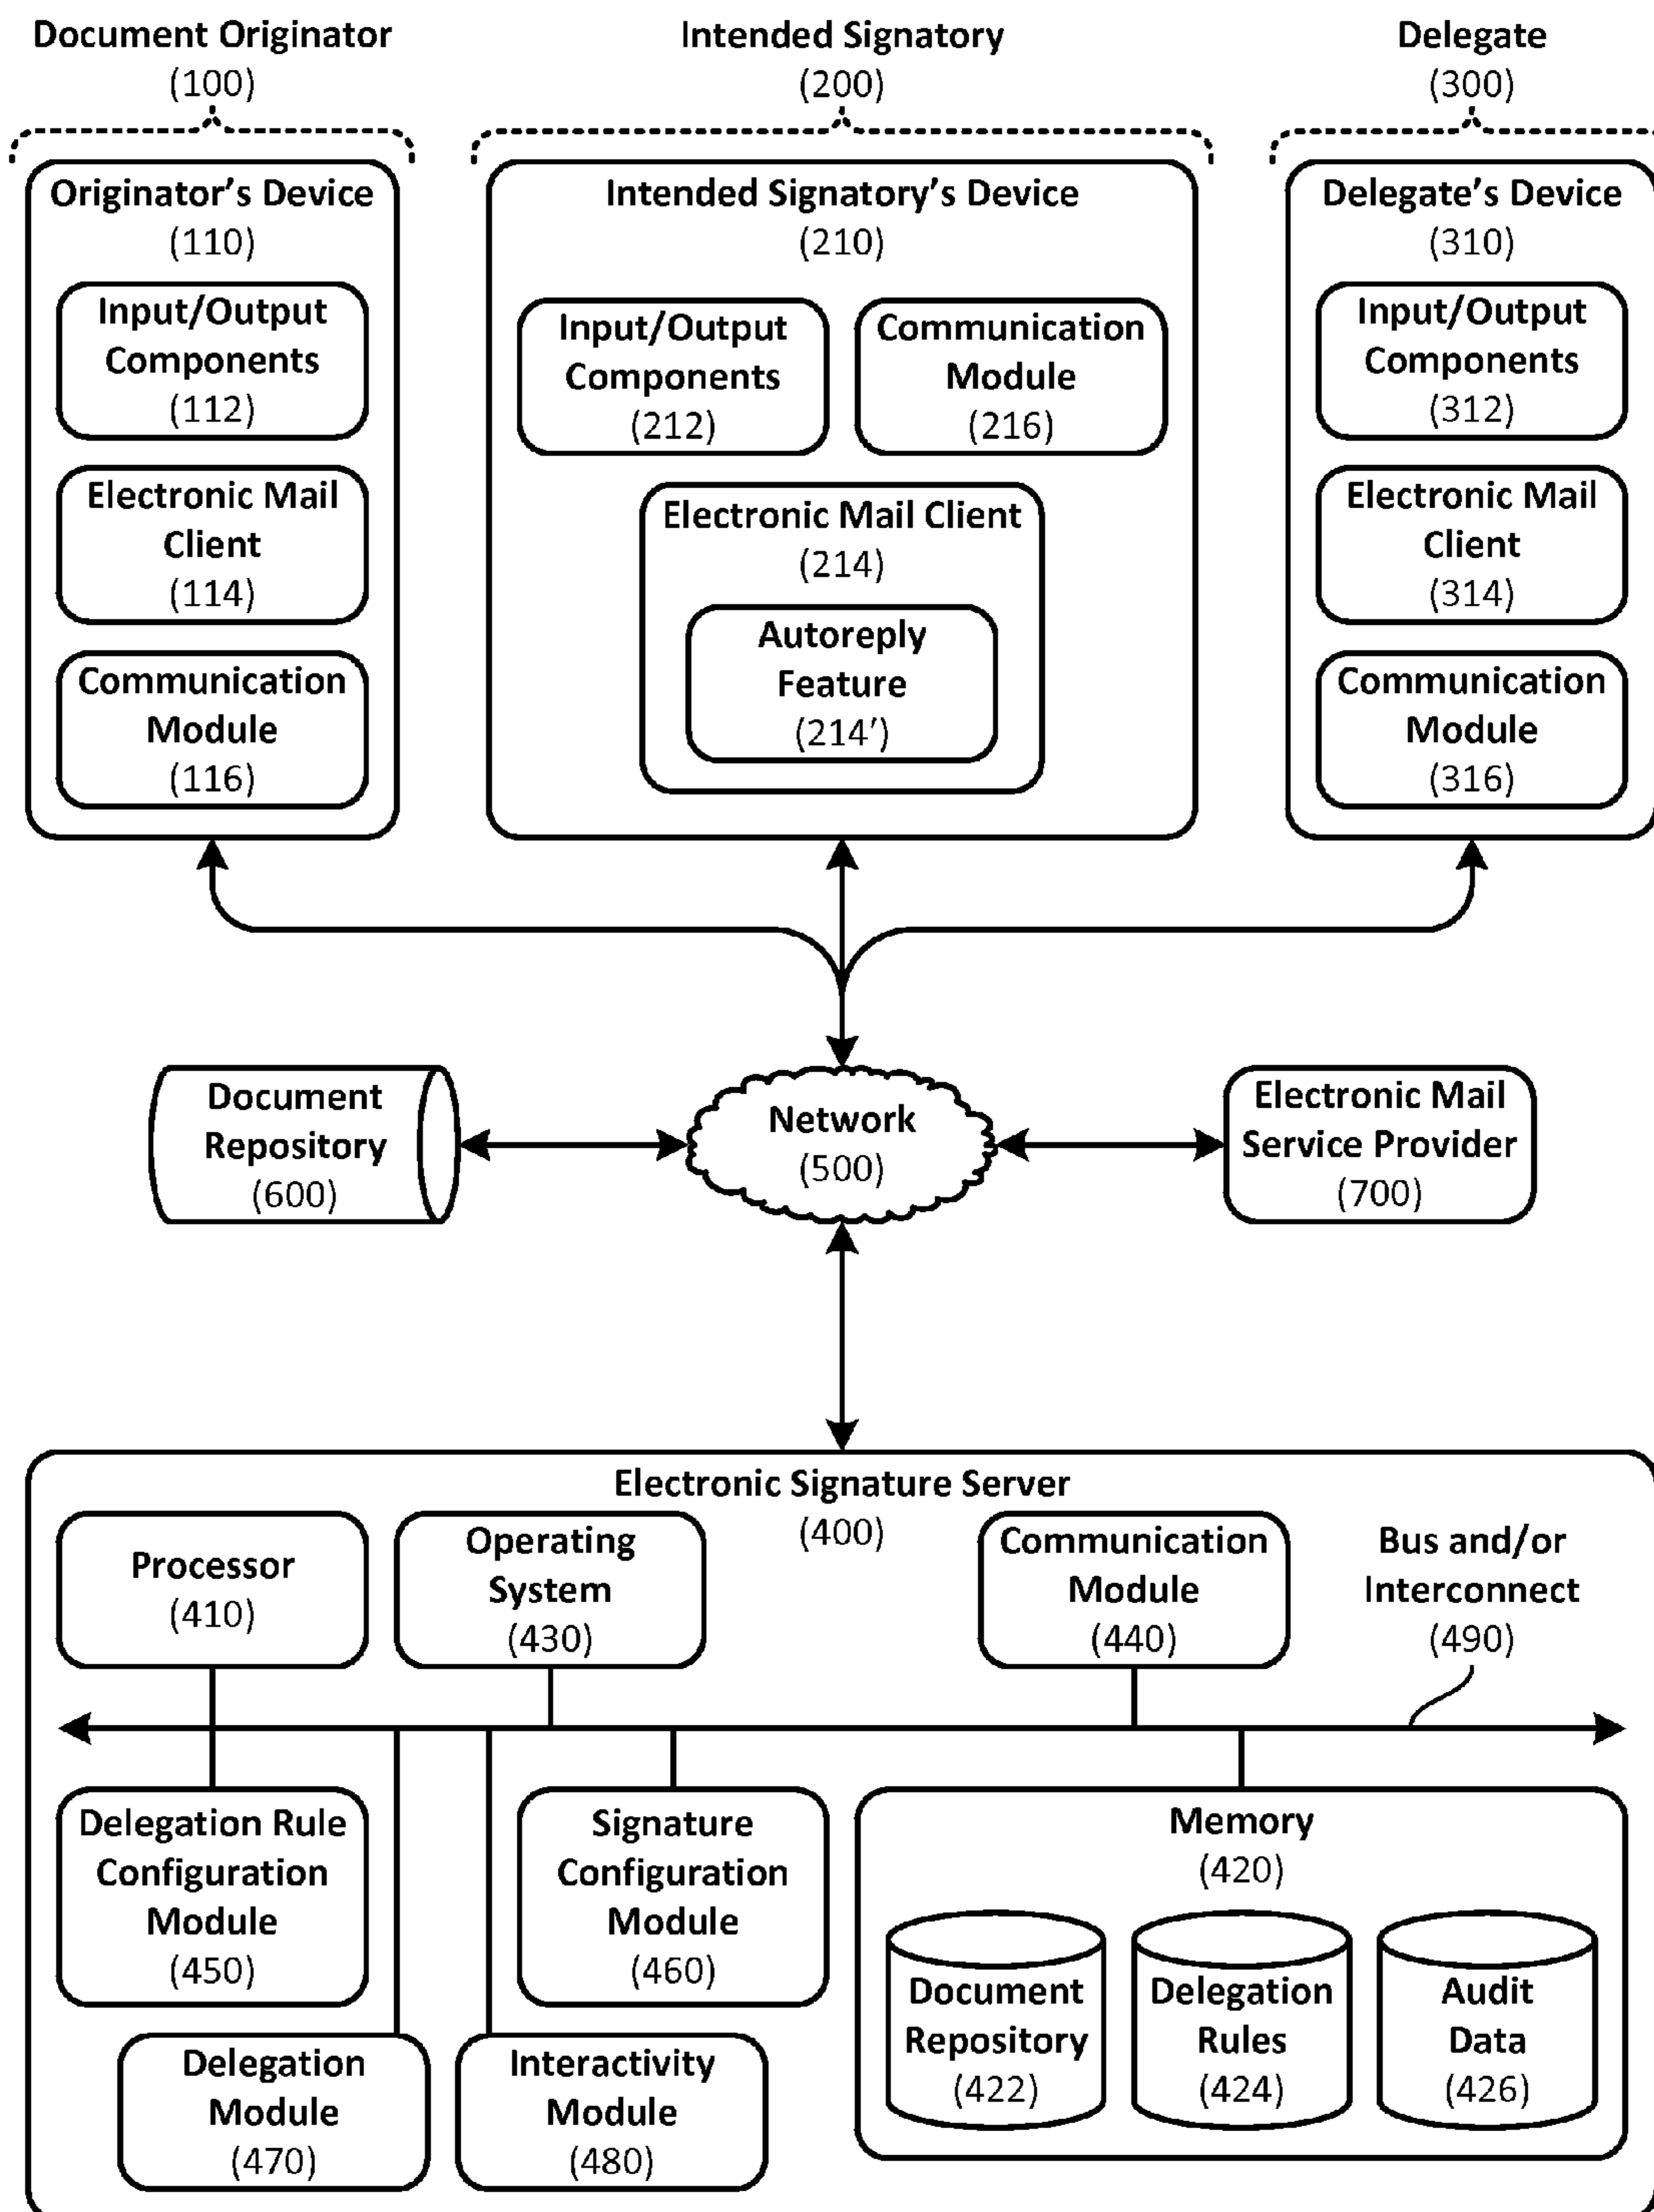 Document Originator
(100)
Intended Signatory
(200)
Delegate
(300)
Originator's Device
(110)
Input/Output
Components
(112)
Electronic Mail
Client
(114)
Communication
Module
(116)
Intended Signatory's Device
(210)
Input/Output
Components
(212)
Communication
Module
(216)
Electronic Mail Client
(214)
Autoreply
Feature
(214′)
Delegate's Device
(310)
Input/Output
Components
(312)
Electronic Mail
Client
(314)
Communication
Module
(316)
Document
Repository
(600)
Network
(500)
Electronic Mail
Service Provider
(700)
Electronic Signature Server
(400)
Processor
(410)
Operating
System
(430)
Communication
Module
(440)
Bus and/or
Interconnect
(490)
Delegation Rule
Configuration
Module
(450)
Signature
Configuration
Module
(460)
Delegation
Module
(470)
Interactivity
Module
(480)
Memory
(420)
Document
Repository
(422)
Delegation
Rules
(424)
Audit
Data
(426)